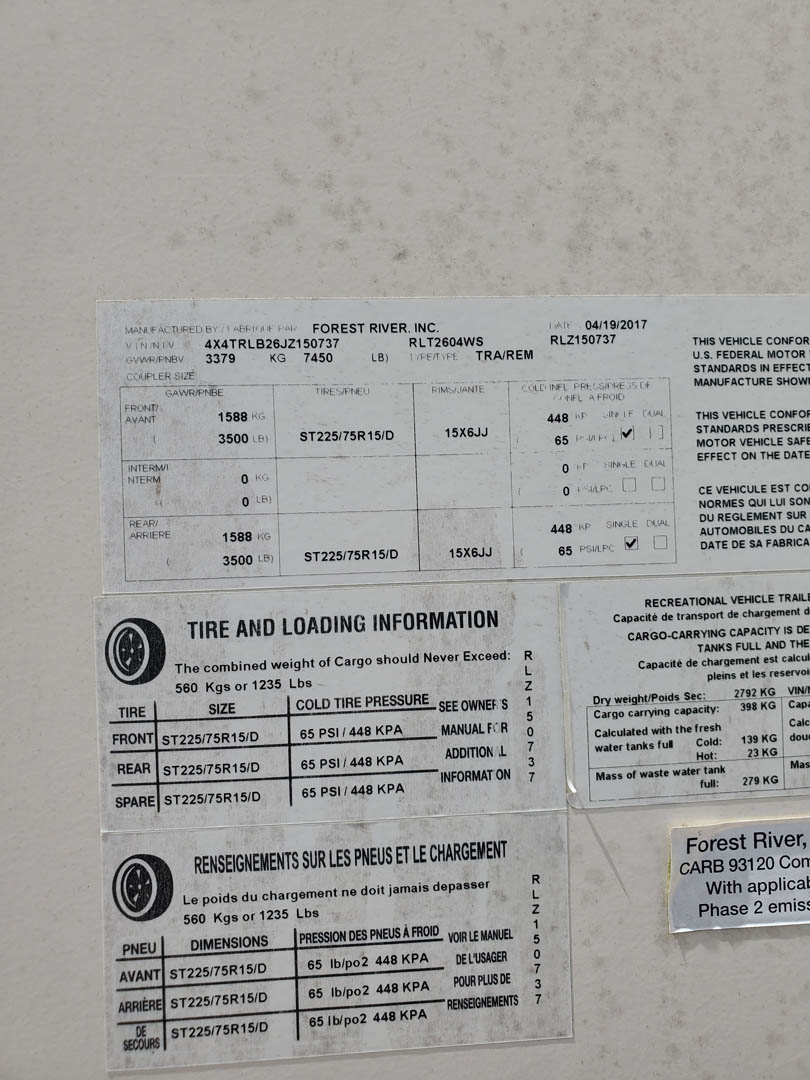 MANUFACTURED BY / FABRIQUE PAR FOREST RIVER, INC. DATE 04/19/2017
VIN/NIV 4X4TRLB26JZ150737 RLT2604WS RLZ150737
GVWR/PNBV 3379 KG 7450 LB) TYPE/TYPE TRA/REM
COUPLER SIZE
GAWR/PNBE TIRES/PNEU RIMS/JANTE COLD INFL PRESS/PRESS DE
GONFL A FROID
FRONT/
AVANT 1588 KG 448 KP SINGLE DUAL
( 3500 LB) ST225/75R15/D 15X6JJ ( 65 PSI/LPC
INTERM/I
NTERM 0 KG 0 KP SINGLE DUAL
( 0 LB) ( 0 PSI/LPC
REAR/
ARRIERE 1588 KG 448 KP SINGLE DUAL
( 3500 LB) ST225/75R15/D 15X6JJ ( 65 PSI/LPC
THIS VEHICLE CONFOR
U.S. FEDERAL MOTOR
STANDARDS IN EFFECT
MANUFACTURE SHOW
THIS VEHICLE CONFOR
STANDARDS PRESCRI
MOTOR VEHICLE SAFE
EFFECT ON THE DATE
CE VEHICULE EST CO
NORMES QUI LUI SON
DU REGLEMENT SUR
AUTOMOBILES DU CA
DATE DE SA FABRICA
TIRE AND LOADING INFORMATION
The combined weight of Cargo should Never Exceed:
560 Kgs or 1235 Lbs
TIRE SIZE COLD TIRE PRESSURE SEE OWNER'S
FRONT ST225/75R15/D 65 PSI / 448 KPA MANUAL FOR
REAR ST225/75R15/D 65 PSI / 448 KPA ADDITION L
SPARE ST225/75R15/D 65 PSI / 448 KPA INFORMAT ON
RLZ150737
RECREATIONAL VEHICLE TRAILE
Capacité de transport de chargement d
CARGO-CARRYING CAPACITY IS DE
TANKS FULL AND THE
Capacité de chargement est calcul
pleins et les reservoi
Dry weight/Poids Sec: 2792 KG VIN/
Cargo carrying capacity: 398 KG Capa
Calculated with the fresh Calc
water tanks full Cold: 139 KG dou
Hot: 23 KG
Mass of waste water tank Mas
full: 279 KG
RENSEIGNEMENTS SUR LES PNEUS ET LE CHARGEMENT
Le poids du chargement ne doit jamais depasser
560 Kgs or 1235 Lbs
PNEU DIMENSIONS PRESSION DES PNEUS À FROID VOIR LE MANUEL
AVANT ST225/75R15/D 65 lb/po2 448 KPA DE L'USAGER
ARRIÈRE ST225/75R15/D 65 lb/po2 448 KPA POUR PLUS DE
DE SECOURS ST225/75R15/D 65 lb/po2 448 KPA RENSEIGNEMENTS
RLZ150737
Forest River,
CARB 93120 Com
With applicab
Phase 2 emiss